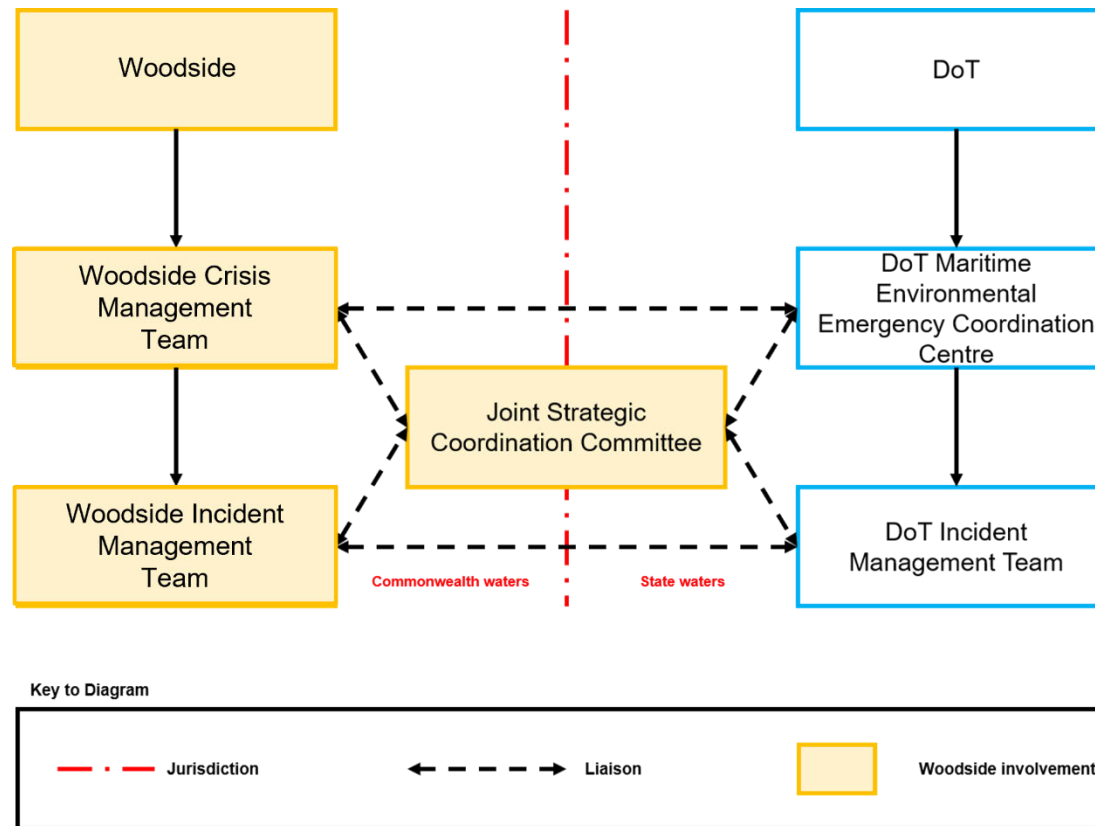 Woodside
DoT
Woodside Crisis
Management
Team
DoT Maritime
Environmental
Emergency Coordination
Centre
Joint Strategic
Coordination Committee
Woodside Incident
Management
Team
DoT Incident
Management Team
Commonwealth waters
State waters
Key to Diagram
Jurisdiction
Liaison
Woodside involvement